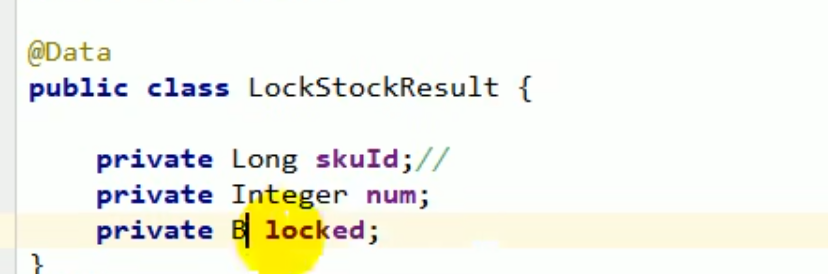 @Data
public class LockStockResult {
private Long skuId;//
private Integer num;
private B locked;
}